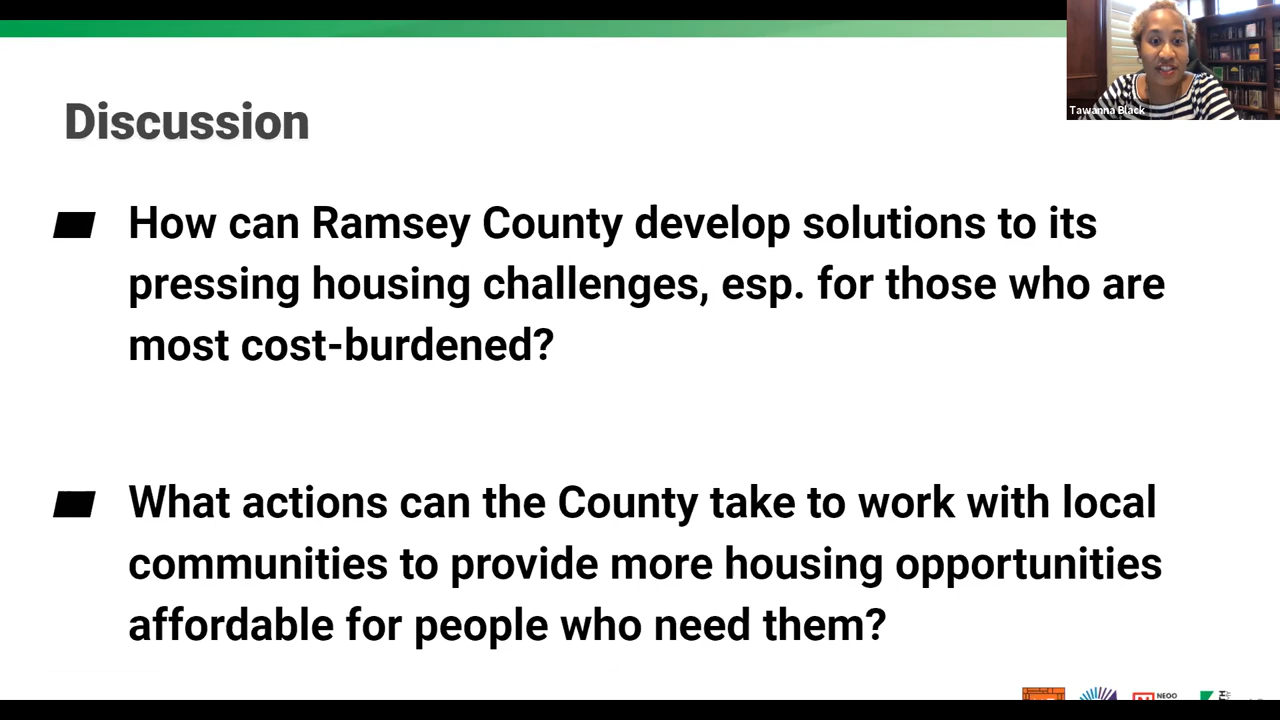 Tawanna Black
Discussion
How can Ramsey County develop solutions to its
pressing housing challenges, esp. for those who are
most cost-burdened?
What actions can the County take to work with local
communities to provide more housing opportunities
affordable for people who need them?
NEOO